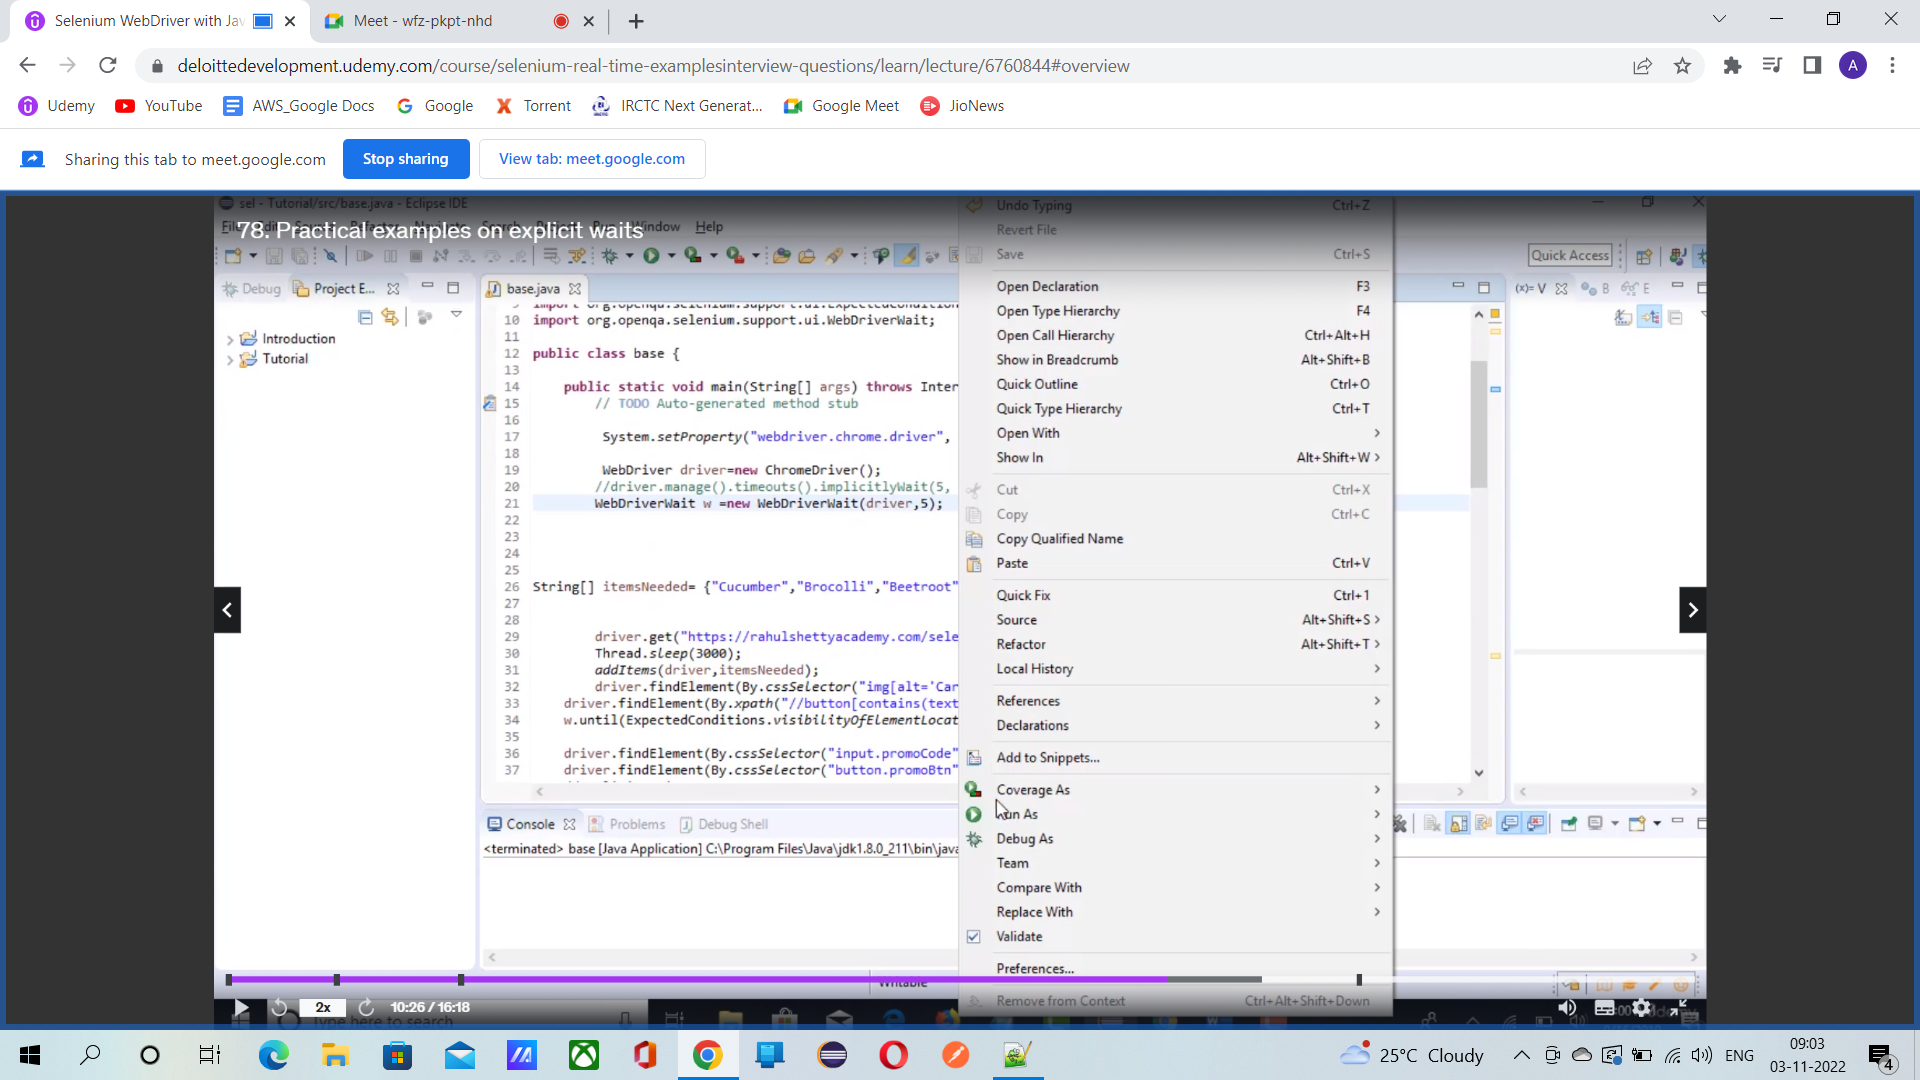 Selenium WebDriver with Jav
Meet - wfz-pkpt-nhd
deloittedevelopment.udemy.com/course/selenium-real-time-examplesinterview-questions/learn/lecture/6760844#overview
A
Udemy
YouTube
AWS_Google Docs
Google
Torrent
IRCTC Next Generat...
Google Meet
JioNews
Sharing this tab to meet.google.com
Stop sharing
View tab: meet.google.com
sel - Tutorial/src/base.java - Eclipse IDE
Window Help
78. Practical examples on explicit waits
Quick Access
Debug
Project E...
base.java
(x)= V
B
E
Introduction
Tutorial
10 import org.openqa.selenium.support.ui.WebDriverWait;
11
12 public class base {
13
14 public static void main(String[] args) throws Inter
15 // TODO Auto-generated method stub
16
17 System.setProperty("webdriver.chrome.driver",
18
19 WebDriver driver=new ChromeDriver();
20 //driver.manage().timeouts().implicitlyWait(5,
21 WebDriverWait w =new WebDriverWait(driver,5);
22
23
24
25
26 String[] itemsNeeded= {"Cucumber","Brocolli","Beetroot"
27
28
29 driver.get("https://rahulshettyacademy.com/sele
30 Thread.sleep(3000);
31 addItems(driver,itemsNeeded);
32 driver.findElement(By.cssSelector("img[alt='Car
33 driver.findElement(By.xpath("//button[contains(text
34 w.until(ExpectedConditions.visibilityOfElementLocat
35
36 driver.findElement(By.cssSelector("input.promoCode"
37 driver.findElement(By.cssSelector("button.promoBtn"
Undo Typing Ctrl+Z
Revert File
Save Ctrl+S
Open Declaration F3
Open Type Hierarchy F4
Open Call Hierarchy Ctrl+Alt+H
Show in Breadcrumb Alt+Shift+B
Quick Outline Ctrl+O
Quick Type Hierarchy Ctrl+T
Open With
Show In Alt+Shift+W
Cut Ctrl+X
Copy Ctrl+C
Copy Qualified Name
Paste Ctrl+V
Quick Fix Ctrl+1
Source Alt+Shift+S
Refactor Alt+Shift+T
Local History
References
Declarations
Add to Snippets...
Coverage As
Run As
Debug As
Team
Compare With
Replace With
Validate
Preferences...
Remove from Context Ctrl+Alt+Shift+Down
Console
Problems
Debug Shell
<terminated> base [Java Application] C:\Program Files\Java\jdk1.8.0_211\bin\java
Writable
2x
10:26 / 16:18
25°C Cloudy
ENG
09:03
03-11-2022
4